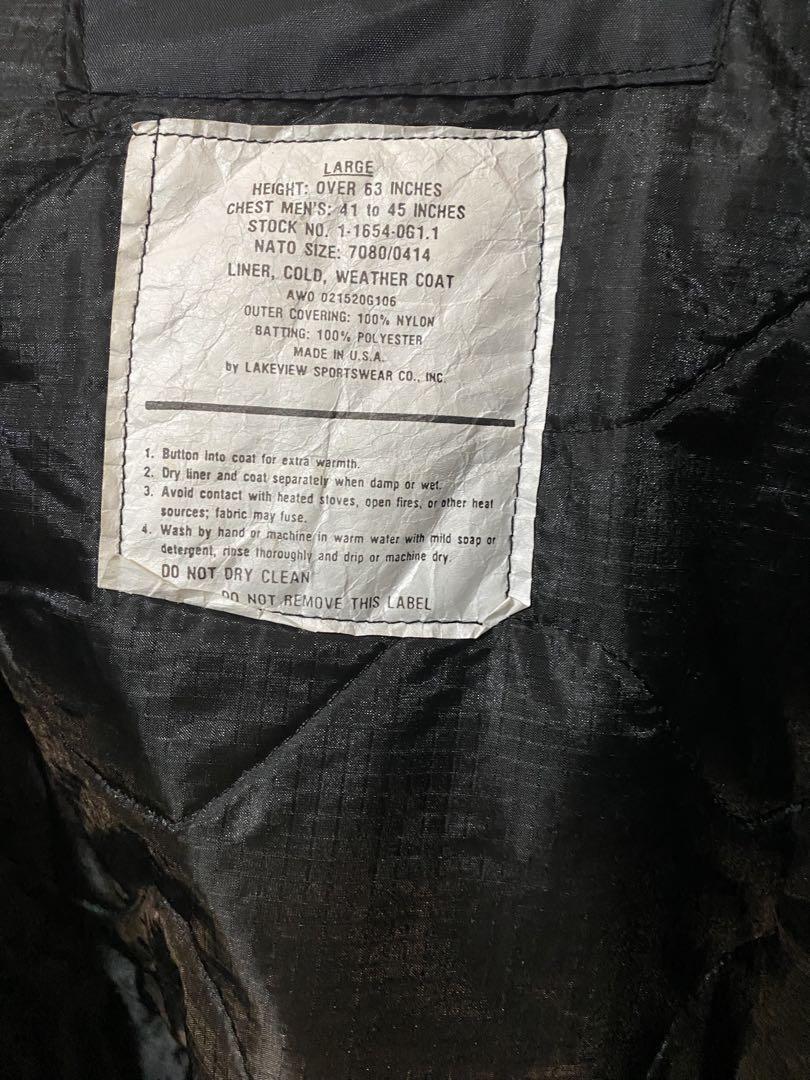 LARGE
HEIGHT: OVER 63 INCHES
CHEST MEN'S: 41 to 45 INCHES
STOCK NO. 1-1654-0G1.1
NATO SIZE: 7080/0414
LINER, COLD, WEATHER COAT
AWO 021520G106
OUTER COVERING: 100% NYLON
BATTING: 100% POLYESTER
MADE IN U.S.A.
by LAKEVIEW SPORTSWEAR CO., INC.
1. Button into coat for extra warmth.
2. Dry liner and coat separately when damp or wet.
3. Avoid contact with heated stoves, open fires, or other heat
sources; fabric may fuse.
4. Wash by hand or machine in warm water with mild soap or
detergent, rinse thoroughly and drip or machine dry.
DO NOT DRY CLEAN
DO NOT REMOVE THIS LABEL